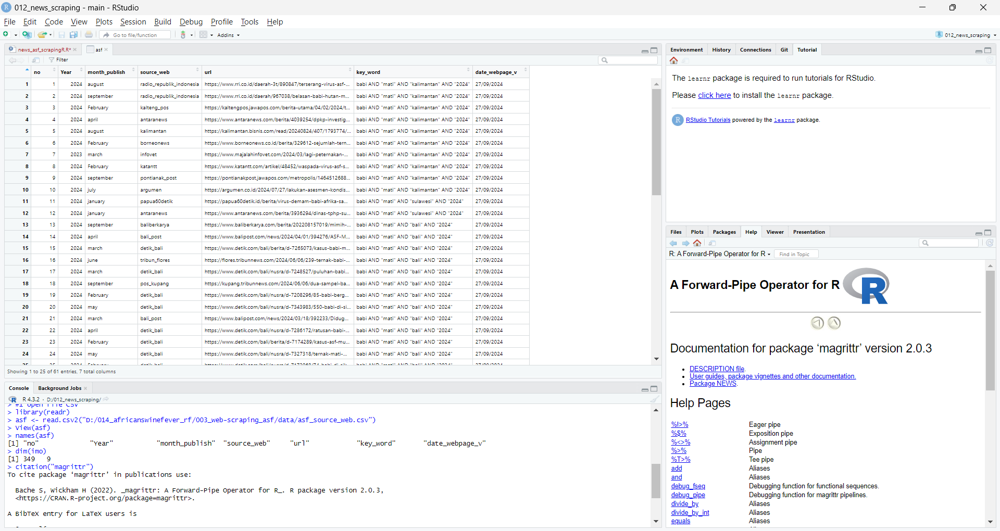 012_news_scraping - main - RStudio
File Edit Code View Plots Session Build Debug Profile Tools Help
Go to file/function Addins 012_news_scraping
news_asf_scrapingR.R* asf
Filter
no Year month_publish source_web url key_word date_webpage_v
1 1 2024 august radio_republik_indonesia https://www.rri.co.id/daerah-3t/890847/terserang-virus-asf-... babi AND "mati" AND "kalimantan" AND "2024" 27/09/2024
2 2 2024 september radio_republik_indonesia https://www.rri.co.id/daerah/967038/belasan-babi-hutan-m... babi AND "mati" AND "kalimantan" AND "2024" 27/09/2024
3 3 2024 February kalteng_pos https://kaltengpos.jawapos.com/berita-utama/04/02/2024/t... babi AND "mati" AND "kalimantan" AND "2024" 27/09/2024
4 4 2024 april antaranews https://www.antaranews.com/berita/4039254/dpkp-investig... babi AND "mati" AND "kalimantan" AND "2024" 27/09/2024
5 5 2024 august kalimantan https://kalimantan.bisnis.com/read/20240824/407/1793774/... babi AND "mati" AND "kalimantan" AND "2024" 27/09/2024
6 6 2024 February borneonews https://www.borneonews.co.id/berita/329612-sejumlah-tern... babi AND "mati" AND "kalimantan" AND "2024" 27/09/2024
7 7 2023 march infovet https://www.majalahinfovet.com/2024/03/lagi-peternakan-... babi AND "mati" AND "kalimantan" AND "2024" 27/09/2024
8 8 2024 February katantt https://www.katantt.com/artikel/48452/waspada-virus-asf-s... babi AND "mati" AND "kalimantan" AND "2024" 27/09/2024
9 9 2024 september pontianak_post https://pontianakpost.jawapos.com/metropolis/1464512688... babi AND "mati" AND "kalimantan" AND "2024" 27/09/2024
10 10 2024 july argumen https://argumen.co.id/2024/07/27/lakukan-asesmen-kondis... babi AND "mati" AND "kalimantan" AND "2024" 27/09/2024
11 11 2024 january papua60detik https://papua60detik.id/berita/virus-demam-babi-afrika-sa... babi AND "mati" AND "sulawesi" AND "2024" 27/09/2024
12 12 2024 january antaranews https://www.antaranews.com/berita/3936294/dinas-tphp-su... babi AND "mati" AND "sulawesi" AND "2024" 27/09/2024
13 13 2024 september baliberkarya https://www.baliberkarya.com/berita/202208157019/mimih-... babi AND "mati" AND "bali" AND "2024" 27/09/2024
14 14 2024 april bali_post https://www.balipost.com/news/2024/04/01/394276/ASF-M... babi AND "mati" AND "bali" AND "2024" 27/09/2024
15 15 2024 march detik_bali https://www.detik.com/bali/berita/d-7265073/kasus-babi-m... babi AND "mati" AND "bali" AND "2024" 27/09/2024
16 16 2024 june tribun_flores https://flores.tribunnews.com/2024/06/06/239-ternak-babi-... babi AND "mati" AND "bali" AND "2024" 27/09/2024
17 17 2024 march detik_bali https://www.detik.com/bali/nusra/d-7248527/puluhan-babi... babi AND "mati" AND "bali" AND "2024" 27/09/2024
18 18 2024 september pos_kupang https://kupang.tribunnews.com/2024/06/06/dua-sampel-ba... babi AND "mati" AND "bali" AND "2024" 27/09/2024
19 19 2024 February detik_bali https://www.detik.com/bali/nusra/d-7208296/85-babi-berg... babi AND "mati" AND "bali" AND "2024" 27/09/2024
20 20 2024 may detik_bali https://www.detik.com/bali/nusra/d-7343983/550-babi-di-si... babi AND "mati" AND "bali" AND "2024" 27/09/2024
21 21 2024 march bali_post https://www.balipost.com/news/2024/03/18/392233/Didug... babi AND "mati" AND "bali" AND "2024" 27/09/2024
22 22 2024 april detik_bali https://www.detik.com/bali/nusra/d-7286172/ratusan-babi-... babi AND "mati" AND "bali" AND "2024" 27/09/2024
23 23 2024 February detik_bali https://www.detik.com/bali/berita/d-7174289/kasus-asf-mu... babi AND "mati" AND "bali" AND "2024" 27/09/2024
24 24 2024 may detik_bali https://www.detik.com/bali/nusra/d-7327318/ternak-mati-... babi AND "mati" AND "bali" AND "2024" 27/09/2024
Showing 1 to 25 of 61 entries, 7 total columns
Console Background Jobs
R 4.3.2 · D:/012_news_scraping/
> #1 open file CSV
> library(readr)
> asf <- read.csv2("D:/014_africanswinefever_rf/003_web-scraping_asf/data/asf_source_web.csv")
> View(asf)
> names(asf)
[1] "no" "Year" "month_publish" "source_web" "url" "key_word" "date_webpage_v"
> dim(imo)
[1] 349 9
> citation("magrittr")
To cite package ‘magrittr’ in publications use:
Bache S, Wickham H (2022). _magrittr: A Forward-Pipe Operator for R_. R package version 2.0.3,
<https://CRAN.R-project.org/package=magrittr>.
A BibTeX entry for LaTeX users is
Environment History Connections Git Tutorial
The learnr package is required to run tutorials for RStudio.
Please click here to install the learnr package.
R RStudio Tutorials powered by the learnr package.
Files Plots Packages Help Viewer Presentation
R: A Forward-Pipe Operator for R Find in Topic
A Forward-Pipe Operator for R R
Documentation for package ‘magrittr’ version 2.0.3
• DESCRIPTION file.
• User guides, package vignettes and other documentation.
• Package NEWS.
Help Pages
%!>% Eager pipe
%$% Exposition pipe
%<>% Assignment pipe
%>% Pipe
%T>% Tee pipe
add Aliases
and Aliases
debug_fseq Debugging function for functional sequences.
debug_pipe Debugging function for magrittr pipelines.
divide_by Aliases
divide_by_int Aliases
equals Aliases